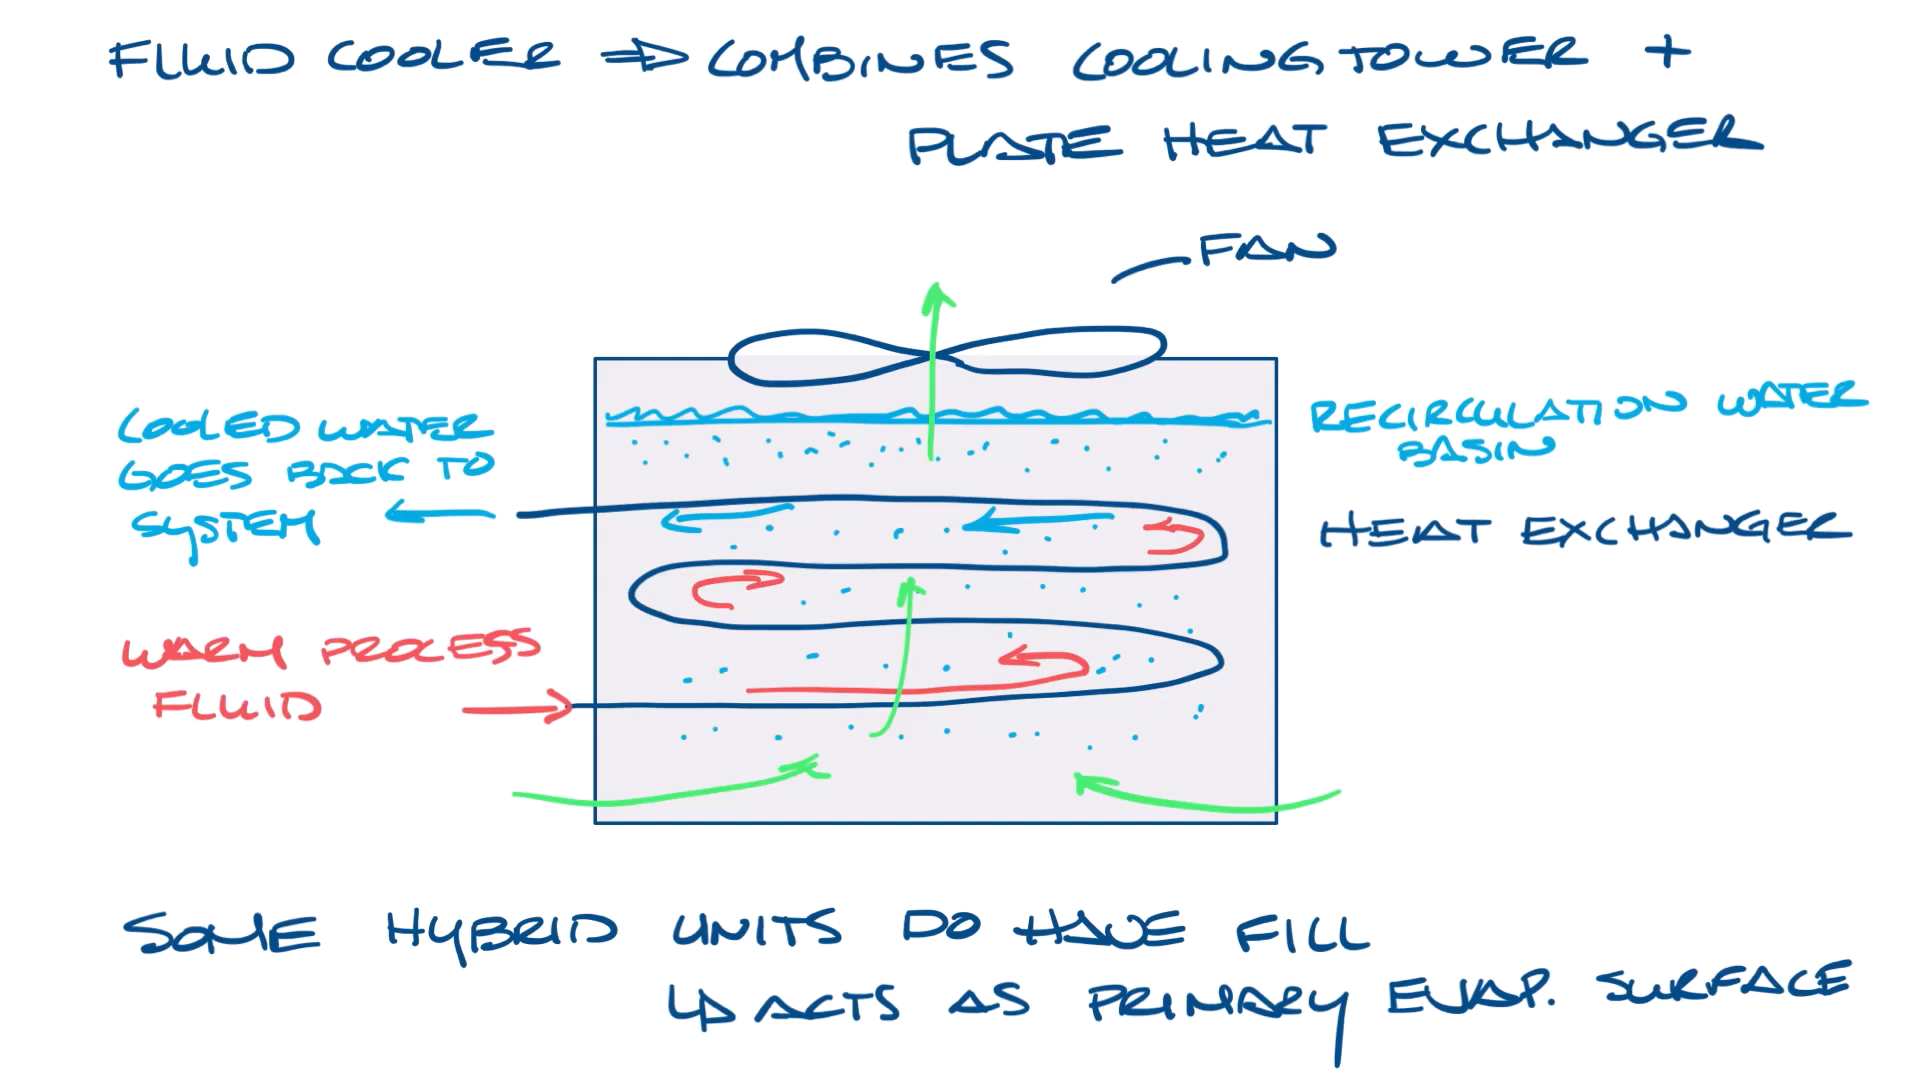 FLUID COOLER ⇒ COMBINES COOLING TOWER +
PLATE HEAT EXCHANGER
FAN
COOLED WATER
GOES BACK TO
SYSTEM
RECIRCULATION WATER
BASIN
HEAT EXCHANGER
WARM PROCESS
FLUID
SOME HYBRID UNITS DO HAVE FILL
↳ ACTS AS PRIMARY EVAP. SURFACE